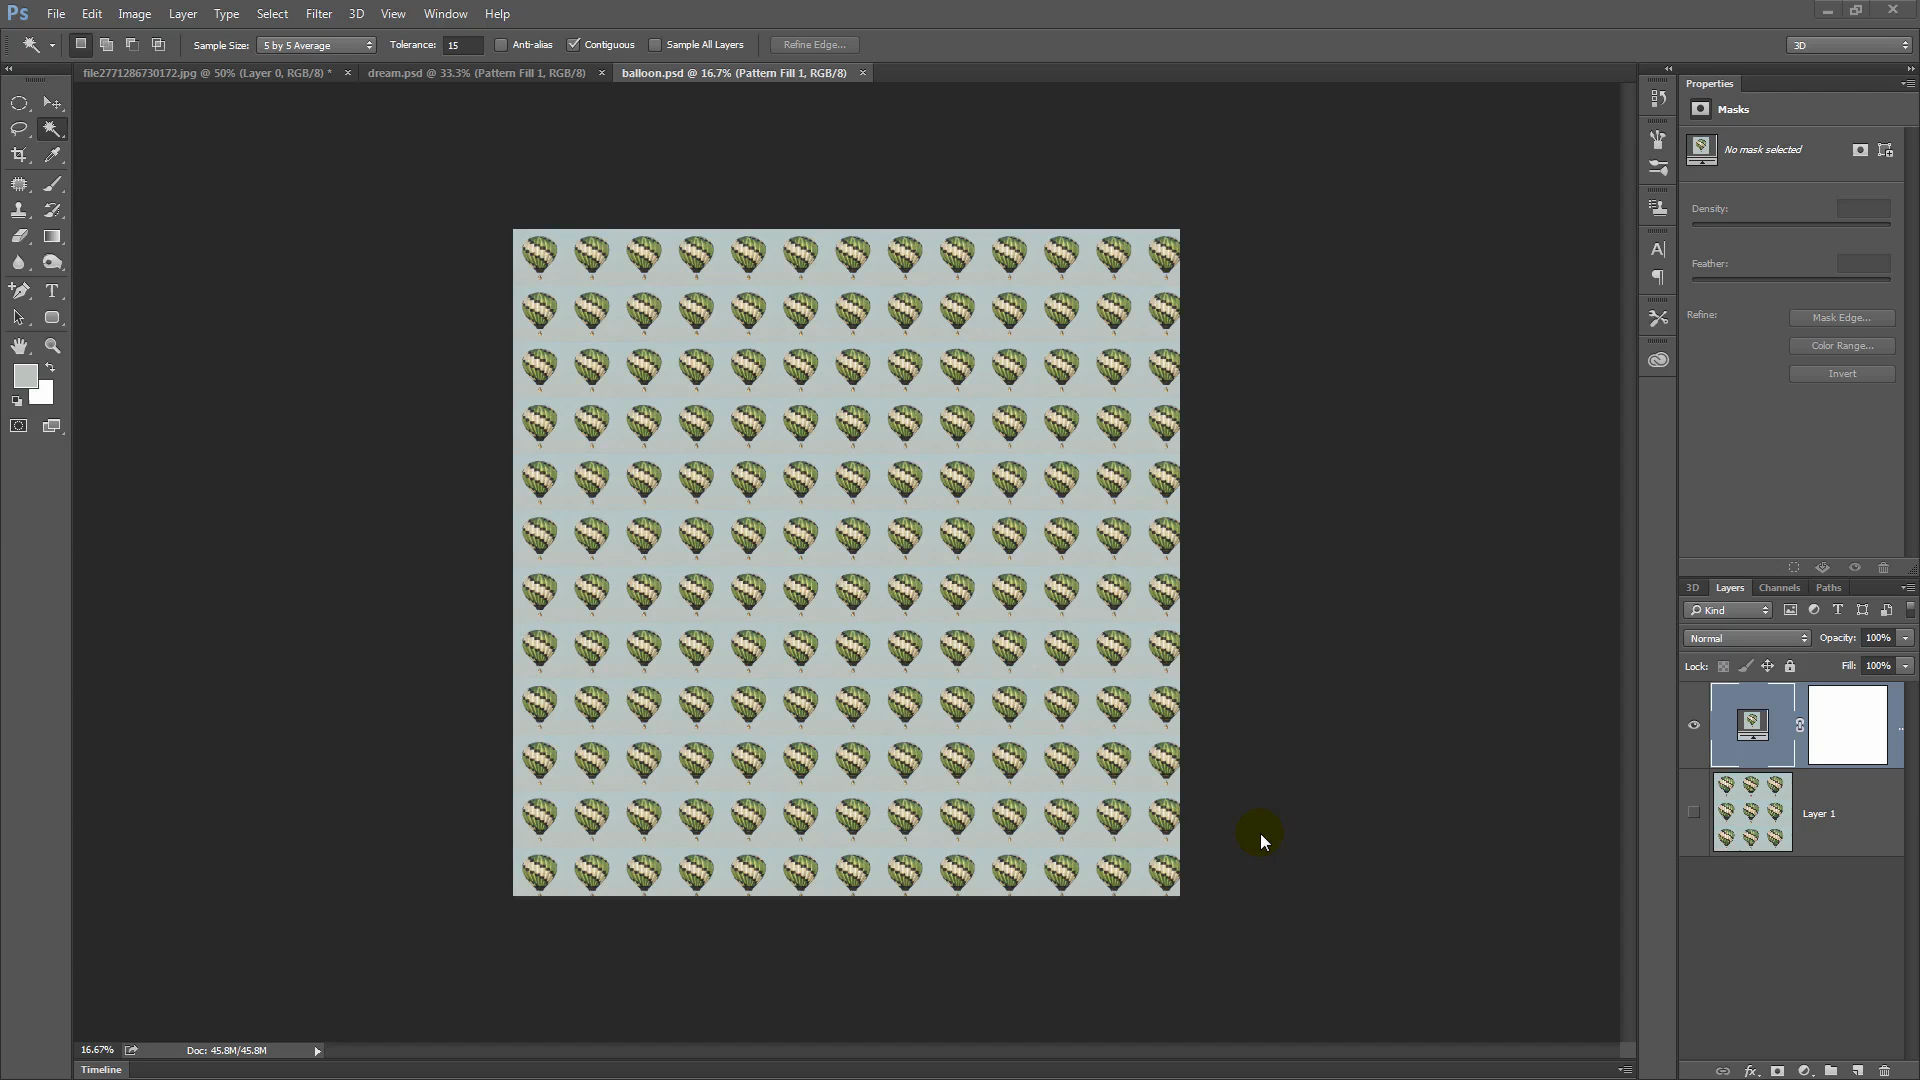 Ps File Edit Image Layer Type Select Filter 3D View Window Help
Sample Size: 5 by 5 Average Tolerance: 15 Anti-alias Contiguous Sample All Layers Refine Edge... 3D
file2771286730172.jpg @ 50% (Layer 0, RGB/8) * × dream.psd @ 33.3% (Pattern Fill 1, RGB/8) × balloon.psd @ 16.7% (Pattern Fill 1, RGB/8) ×
Properties
Masks
No mask selected
Density:
Feather:
Refine: Mask Edge...
Color Range...
Invert
3D Layers Channels Paths
Kind
Normal Opacity: 100%
Lock: Fill: 100%
Layer 1
16.67% Doc: 45.8M/45.8M
Timeline